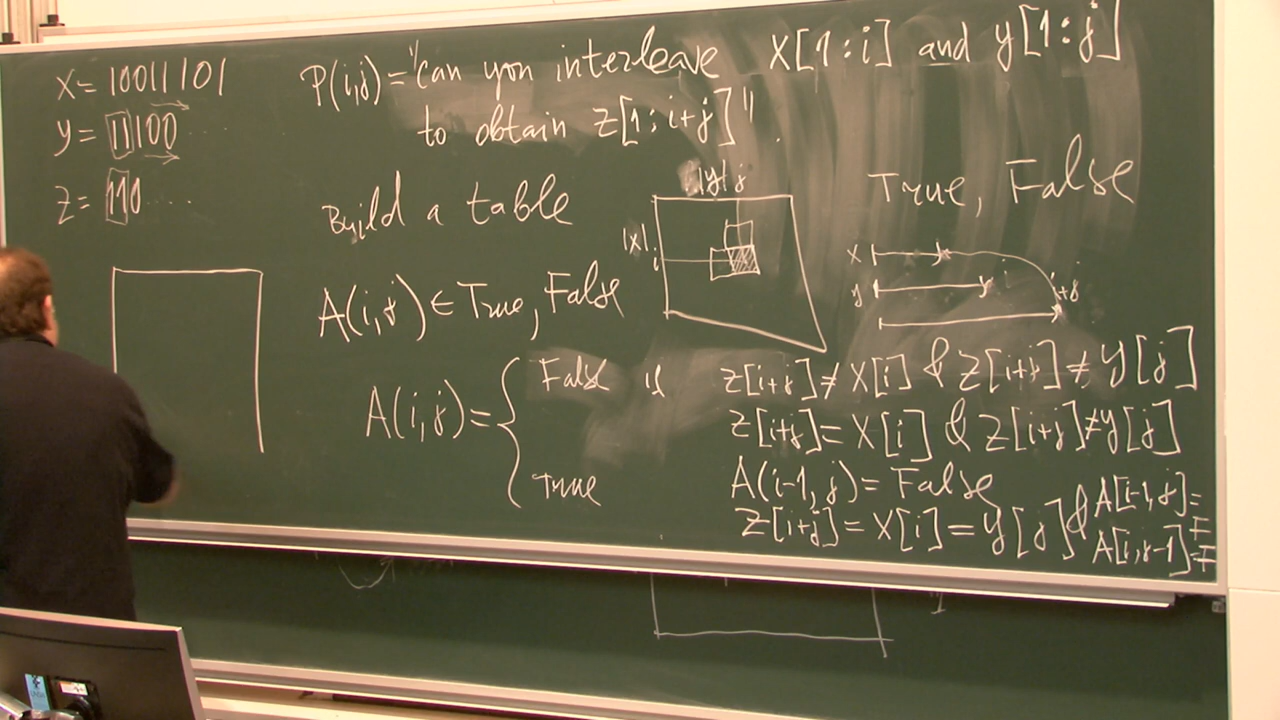 X = 10011101
y = 11100 ....
Z = 110 ....
P(i,j) = "can you interleave X[1:i] and y[1:j]
to obtain Z[1:i+j]".
Build a table
|y| j
|X|
i
True, False
x
y
i+j
A(i,j) ∈ True, False
A(i,j) = { False if Z[i+j] ≠ X[i] & Z[i+j] ≠ y[j]
Z[i+j] = X[i] & Z[i+j] ≠ y[j]
A(i-1, j) = False
True
Z[i+j] = X[i] = y[j] & A[i-1,j] = F
A[i,j-1] = F